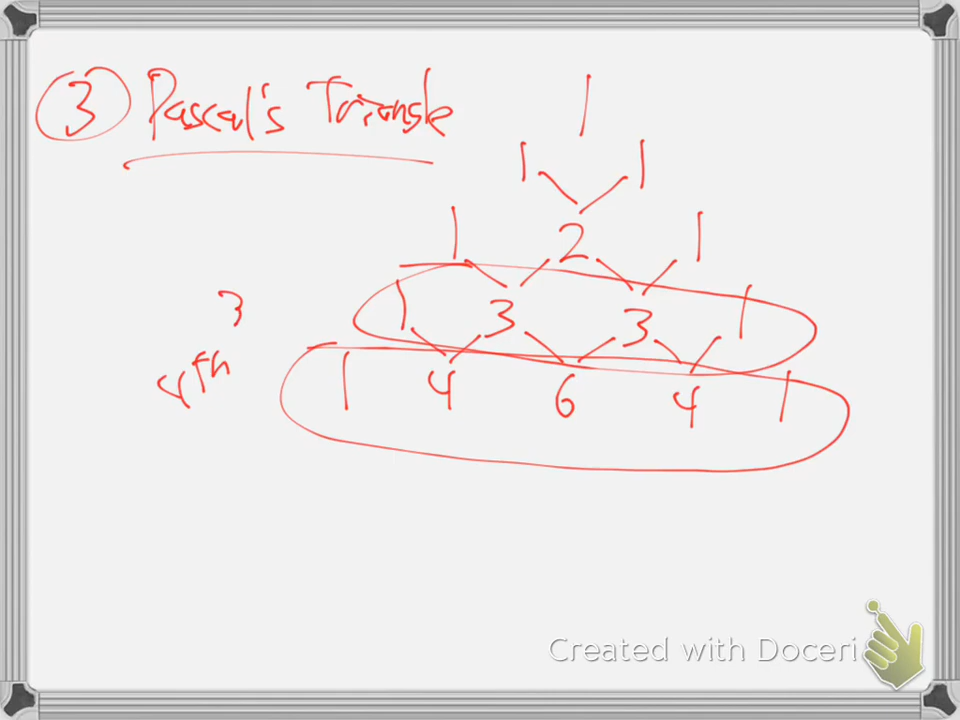 3 Pascal's Triangle
1
1 1
1 2 1
3 1 3 3 1
4th 1 4 6 4 1
Created with Doceri